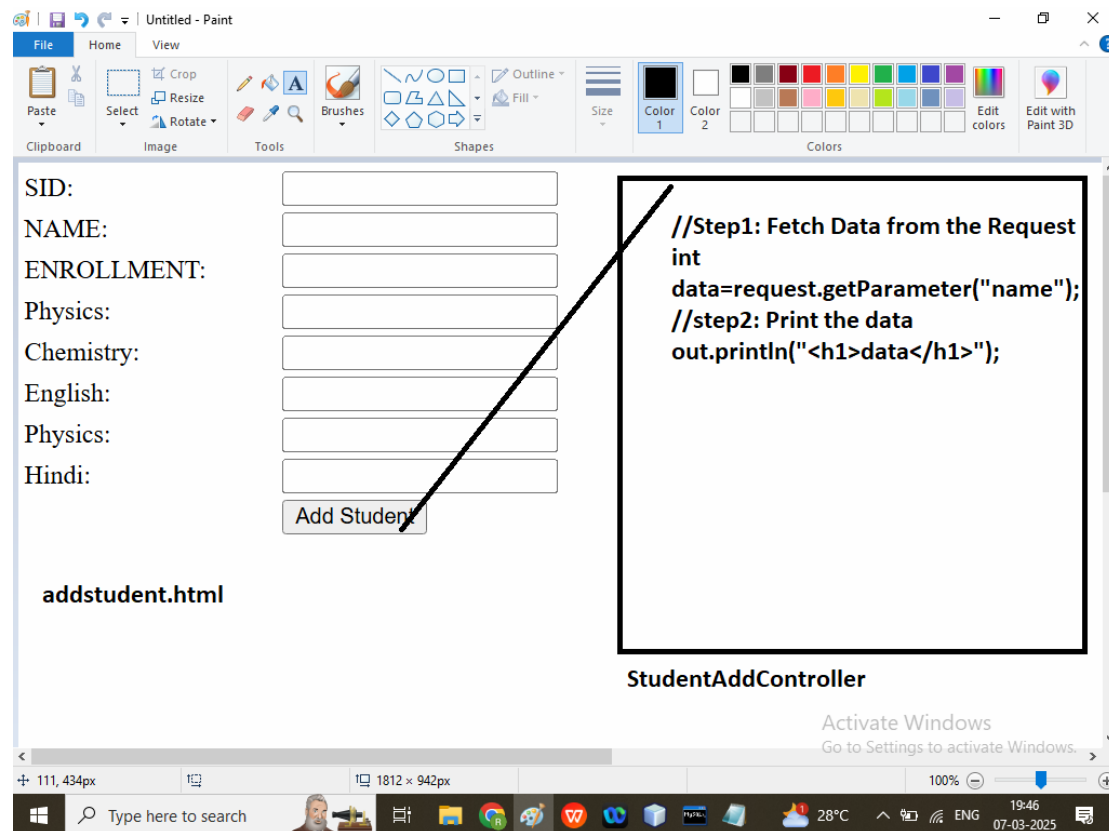 Untitled - Paint
File Home View
Paste
Clipboard
Select
Crop
Resize
Rotate
Image
Tools
Brushes
Outline
Fill
Shapes
Size
Color 1
Color 2
Edit colors
Colors
Edit with Paint 3D
SID:
NAME:
ENROLLMENT:
Physics:
Chemistry:
English:
Physics:
Hindi:
Add Student
addstudent.html
//Step1: Fetch Data from the Request
int
data=request.getParameter("name");
//step2: Print the data
out.println("<h1>data</h1>");
StudentAddController
Activate Windows
Go to Settings to activate Windows.
111, 434px
1812 × 942px
100%
Type here to search
28°C
ENG
19:46
07-03-2025